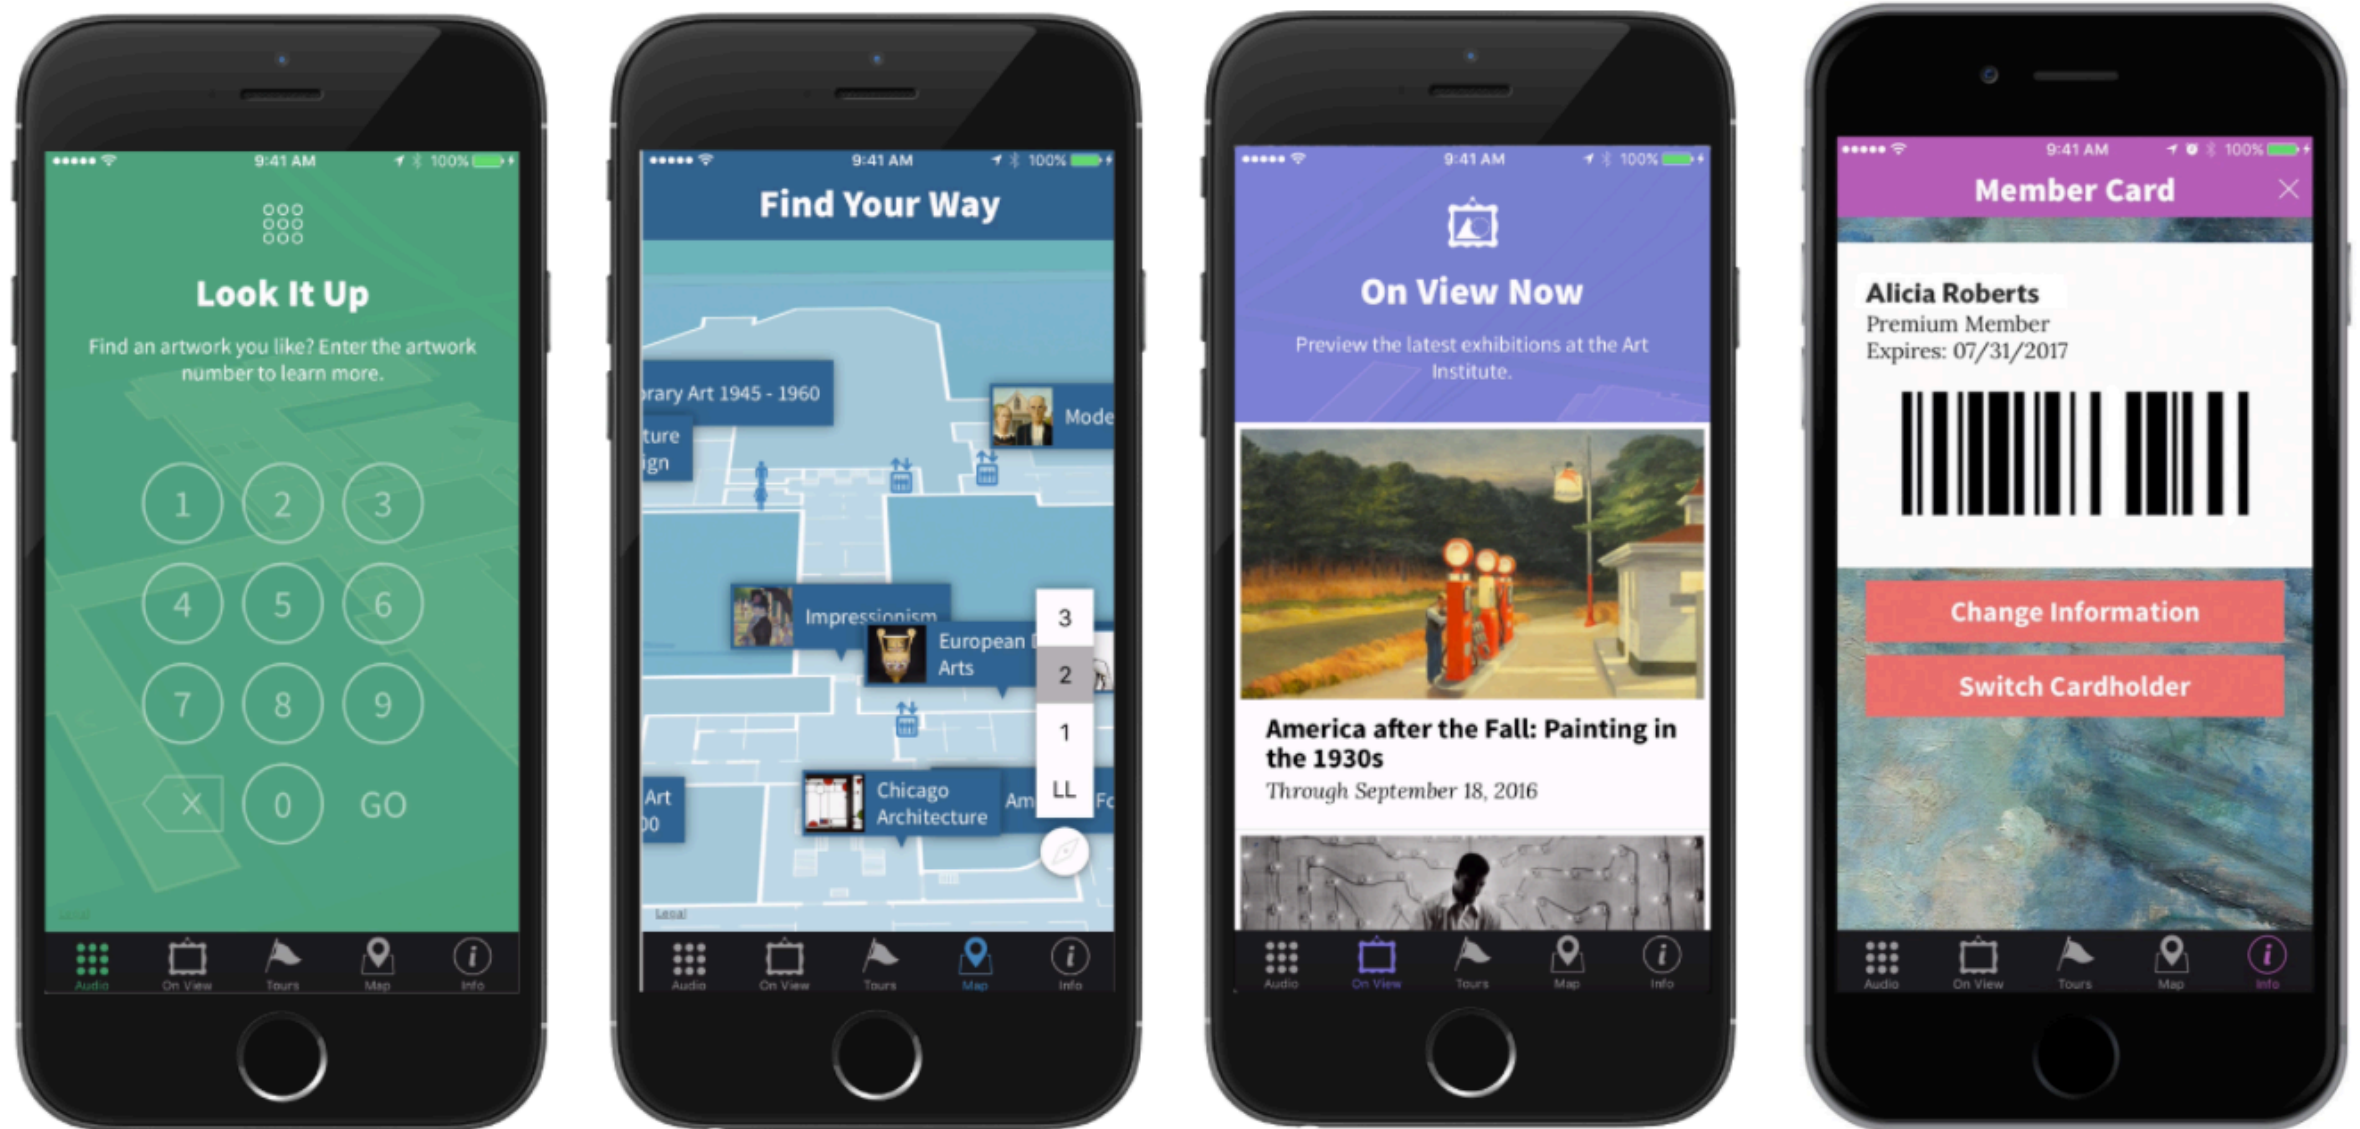 9:41 AM
100%
Look It Up
Find an artwork you like? Enter the artwork
number to learn more.
1 2 3
4 5 6
7 8 9
X 0 GO
Legal
Audio On View Tours Map Info
9:41 AM
100%
Find Your Way
orary Art 1945 - 1960
Mode
ture
ign
Impressionism
European D
Arts
3
2
1
LL
Chicago
Architecture
Am
Fo
Art
00
Legal
Audio On View Tours Map Info
9:41 AM
100%
On View Now
Preview the latest exhibitions at the Art
Institute.
America after the Fall: Painting in
the 1930s
Through September 18, 2016
Audio On View Tours Map Info
9:41 AM
100%
Member Card
Alicia Roberts
Premium Member
Expires: 07/31/2017
Change Information
Switch Cardholder
Audio On View Tours Map Info